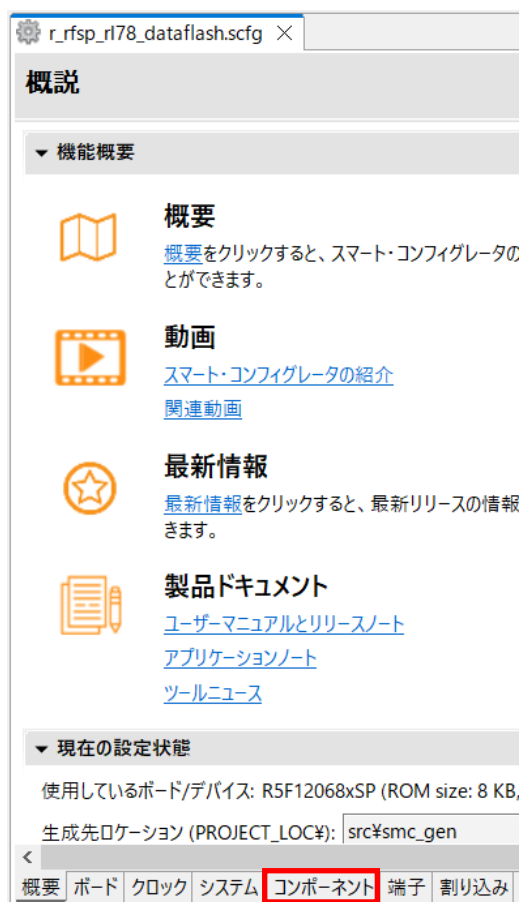 r_rfsp_rl78_dataflash.scfg
概説
機能概要
概要
概要をクリックすると、スマート・コンフィグレータの
とができます。
動画
スマート・コンフィグレータの紹介
関連動画
最新情報
最新情報をクリックすると、最新リリースの情報
きます。
製品ドキュメント
ユーザーマニュアルとリリースノート
アプリケーションノート
ツールニュース
現在の設定状態
使用しているボード/デバイス: R5F12068xSP (ROM size: 8 KB,
生成先ロケーション (PROJECT_LOC¥): src¥smc_gen
概要 ボード クロック システム コンポーネント 端子 割り込み